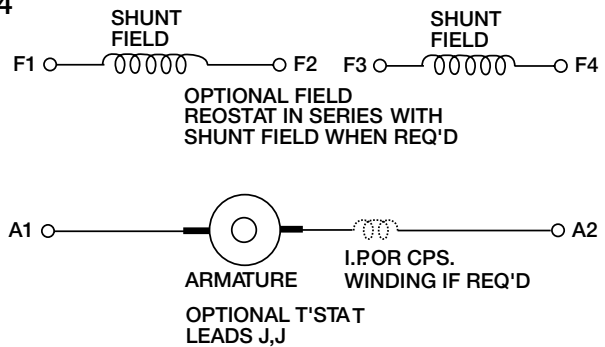 4
SHUNT
FIELD
SHUNT
FIELD
F1
F2
F3
F4
OPTIONAL FIELD
REOSTAT IN SERIES WITH
SHUNT FIELD WHEN REQ'D
A1
A2
I.P.OR CPS.
WINDING IF REQ'D
ARMATURE
OPTIONAL T'STAT
LEADS J,J